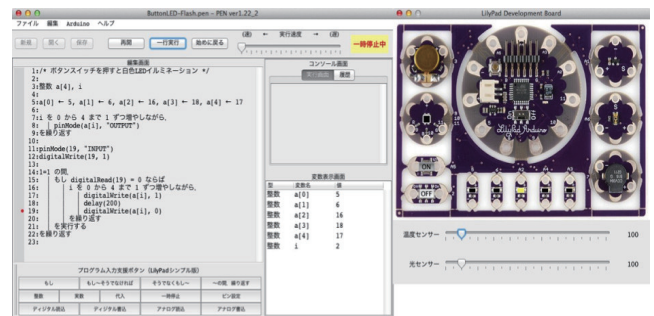 ButtonLED-Flash.pen - PEN ver1.22_2
ファイル 編集 Arduino ヘルプ
新規 開く 保存 再開 一行実行 始めに戻る (遅) ← 実行速度 → (速) 一時停止中
編集画面
1:/* ボタンスイッチを押すと白色LEDイルミネーション */
2:
3:整数 a[4], i
4:
5:a[0] ← 5, a[1] ← 6, a[2] ← 16, a[3] ← 18, a[4] ← 17
6:
7:i を 0 から 4 まで 1 ずつ増やしながら,
8: | pinMode(a[i], "OUTPUT")
9:を繰り返す
10:
11:pinMode(19, "INPUT")
12:digitalWrite(19, 1)
13:
14:1=1 の間,
15: | もし digitalRead(19) = 0 ならば
16: | | i を 0 から 4 まで 1 ずつ増やしながら,
17: | | | digitalWrite(a[i], 1)
18: | | | delay(200)
19: | | | digitalWrite(a[i], 0)
20: | | を繰り返す
21: | を実行する
22:を繰り返す
23:
プログラム入力支援ボタン (LilyPadシンプル版)
もし もし〜そうでなければ そうでなくもし〜 〜の間, 繰り返す
整数 実数 代入 一時停止 ピン設定
ディジタル読込 ディジタル書込 アナログ読込 アナログ書込
コンソール画面
実行画面 履歴
変数表示画面
型 変数名 値
整数 a[0] 5
整数 a[1] 6
整数 a[2] 16
整数 a[3] 18
整数 a[4] 17
整数 i 2
LilyPad Development Board
LilyPad Arduino
ON
OFF
温度センサー 100
光センサー 100